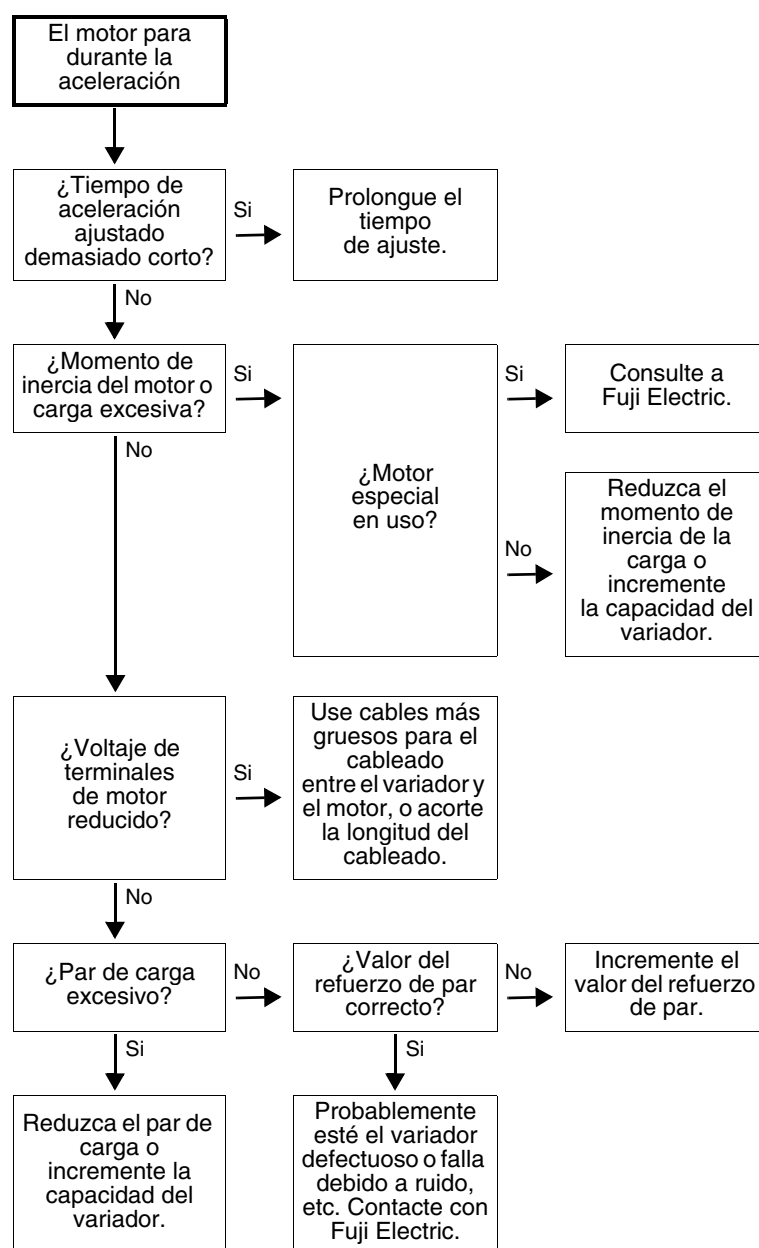 El motor para
durante la
aceleración
¿Tiempo de
aceleración
ajustado
demasiado corto?
Si
Prolongue el
tiempo
de ajuste.
No
¿Momento de
inercia del motor o
carga excesiva?
Si
¿Motor
especial
en uso?
Si
Consulte a
Fuji Electric.
No
Reduzca el
momento de
inercia de la
carga o
incremente
la capacidad del
variador.
No
¿Voltaje de
terminales
de motor
reducido?
Si
Use cables más
gruesos para el
cableado
entre el variador y
el motor, o acorte
la longitud del
cableado.
No
¿Par de carga
excesivo?
No
¿Valor del
refuerzo de par
correcto?
No
Incremente el
valor del refuerzo
de par.
Si
Si
Reduzca el par de
carga o
incremente la
capacidad del
variador.
Probablemente
esté el variador
defectuoso o falla
debido a ruido,
etc. Contacte con
Fuji Electric.